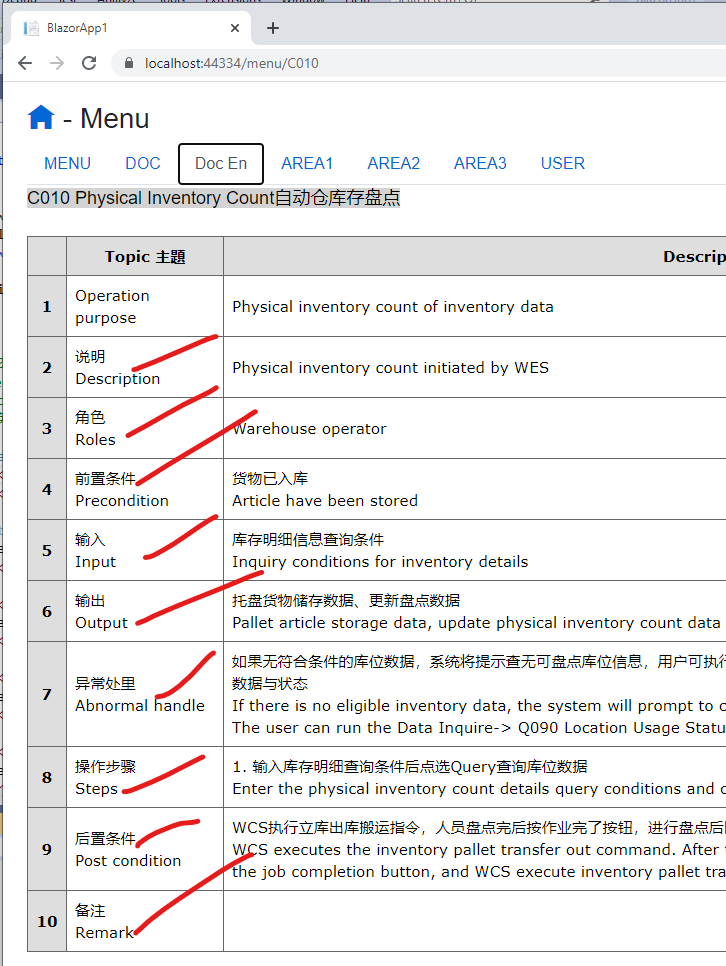 BlazorApp1
localhost:44334/menu/C010
- Menu
MENU DOC Doc En AREA1 AREA2 AREA3 USER
C010 Physical Inventory Count自动仓库存盘点
Topic 主題 Descrip
1 Operation purpose Physical inventory count of inventory data
2 说明
Description
Physical inventory count initiated by WES
3 角色
Roles
Warehouse operator
4 前置条件
Precondition
货物已入库
Article have been stored
5 输入
Input
库存明细信息查询条件
Inquiry conditions for inventory details
6 输出
Output
托盘货物储存数据、更新盘点数据
Pallet article storage data, update physical inventory count data
7 异常处里
Abnormal handle
如果无符合条件的库位数据，系统将提示查无可盘点库位信息，用户可执行
数据与状态
If there is no eligible inventory data, the system will prompt to c
The user can run the Data Inquire-> Q090 Location Usage Statu
8 操作步骤
Steps
1. 输入库存明细查询条件后点选Query查询库位数据
Enter the physical inventory count details query conditions and c
9 后置条件
Post condition
WCS执行立库出库搬运指令，人员盘点完后按作业完了按钮，进行盘点后
WCS executes the inventory pallet transfer out command. After
the job completion button, and WCS execute inventory pallet tra
10 备注
Remark